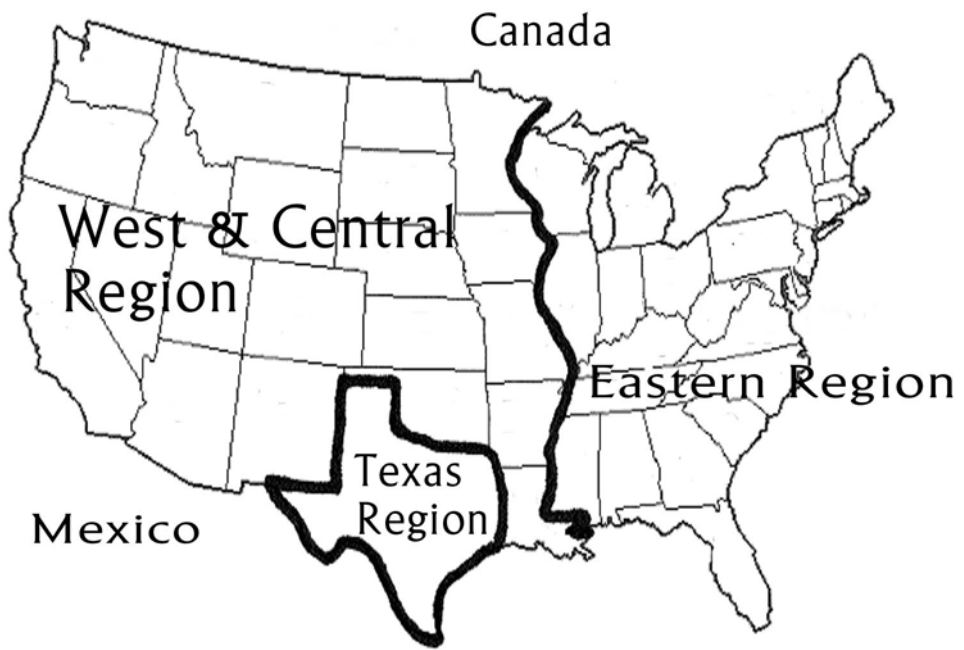 Canada
West & Central
Region
Eastern Region
Texas
Region
Mexico